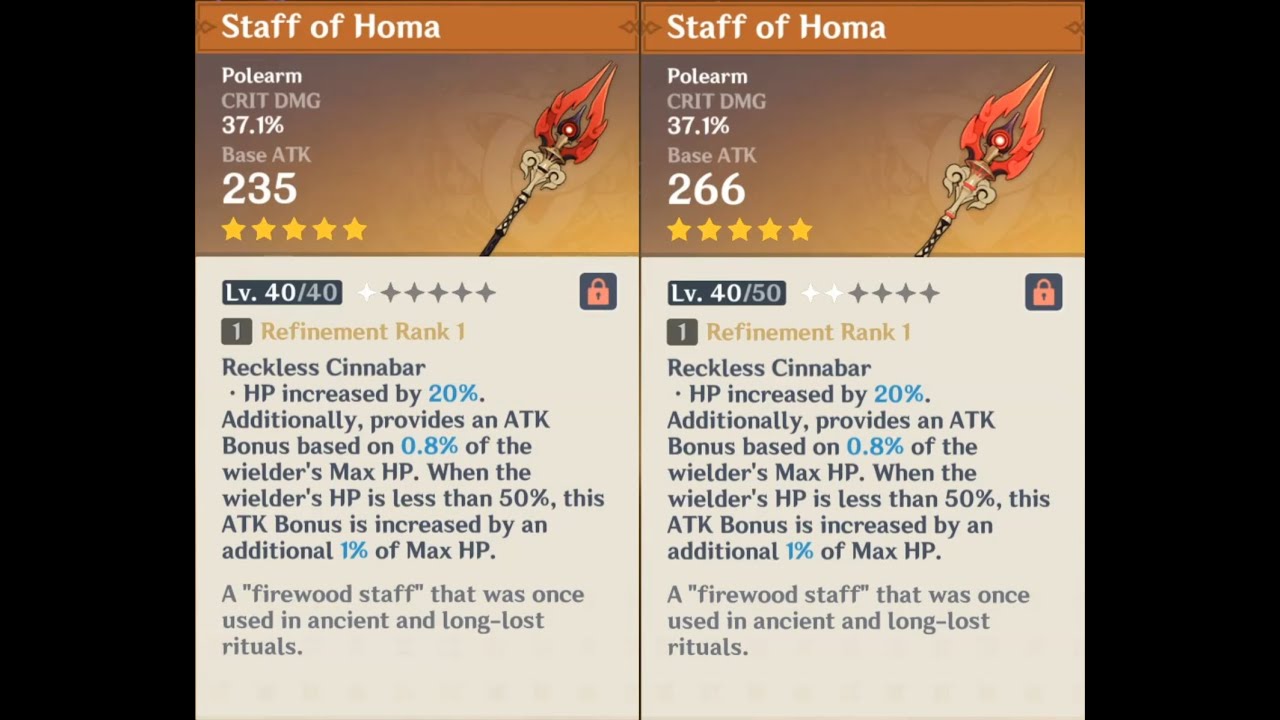 Staff of Homa
Polearm
CRIT DMG
37.1%
Base ATK
235
Lv. 40/40
1 Refinement Rank 1
Reckless Cinnabar
· HP increased by 20%.
Additionally, provides an ATK
Bonus based on 0.8% of the
wielder's Max HP. When the
wielder's HP is less than 50%, this
ATK Bonus is increased by an
additional 1% of Max HP.
A "firewood staff" that was once
used in ancient and long-lost
rituals.
Staff of Homa
Polearm
CRIT DMG
37.1%
Base ATK
266
Lv. 40/50
1 Refinement Rank 1
Reckless Cinnabar
· HP increased by 20%.
Additionally, provides an ATK
Bonus based on 0.8% of the
wielder's Max HP. When the
wielder's HP is less than 50%, this
ATK Bonus is increased by an
additional 1% of Max HP.
A "firewood staff" that was once
used in ancient and long-lost
rituals.